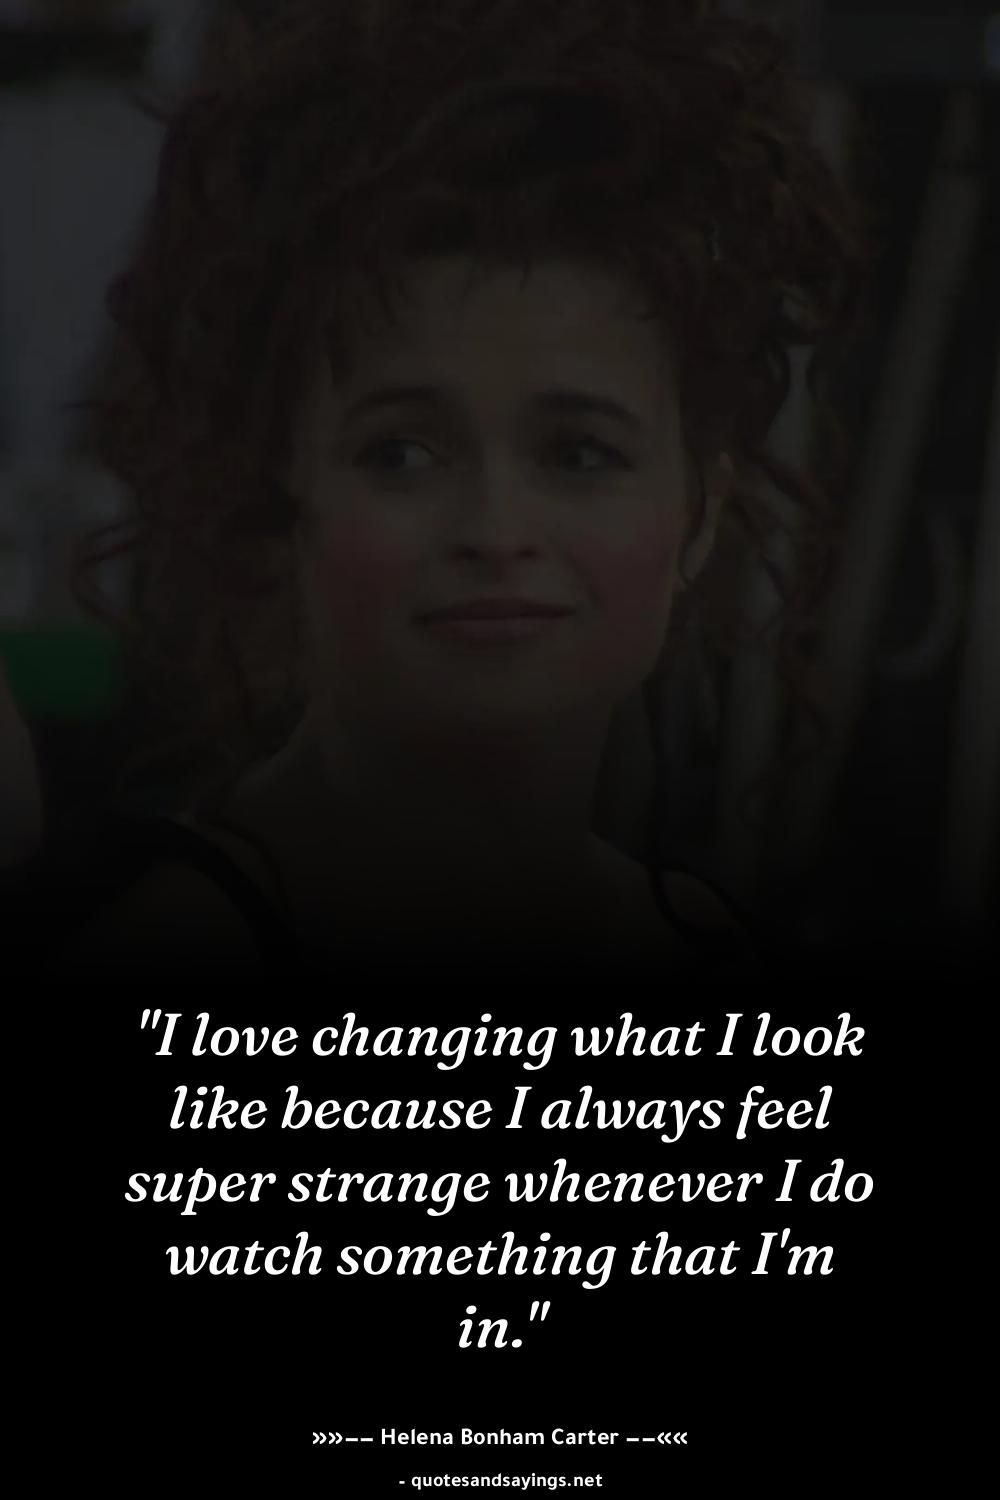 "I love changing what I look
like because I always feel
super strange whenever I do
watch something that I'm
in."
»»−− Helena Bonham Carter −−««
- quotesandsayings.net